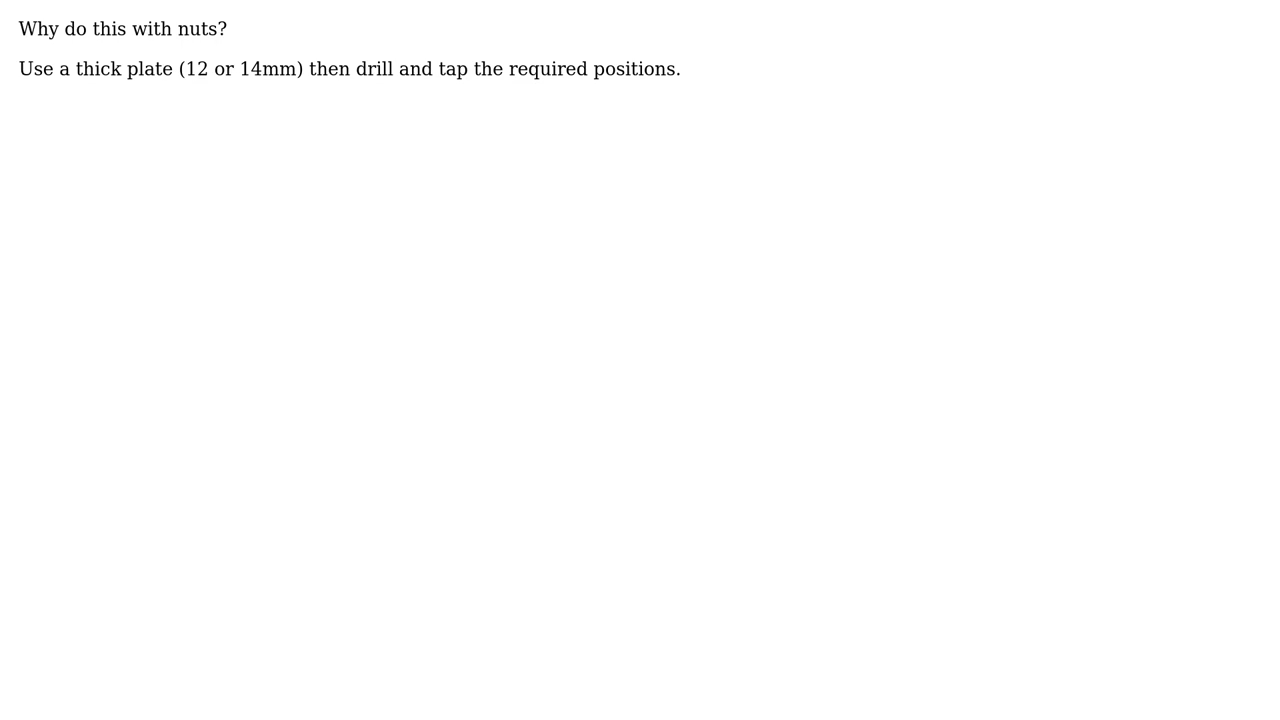 Why do this with nuts?
Use a thick plate (12 or 14mm) then drill and tap the required positions.